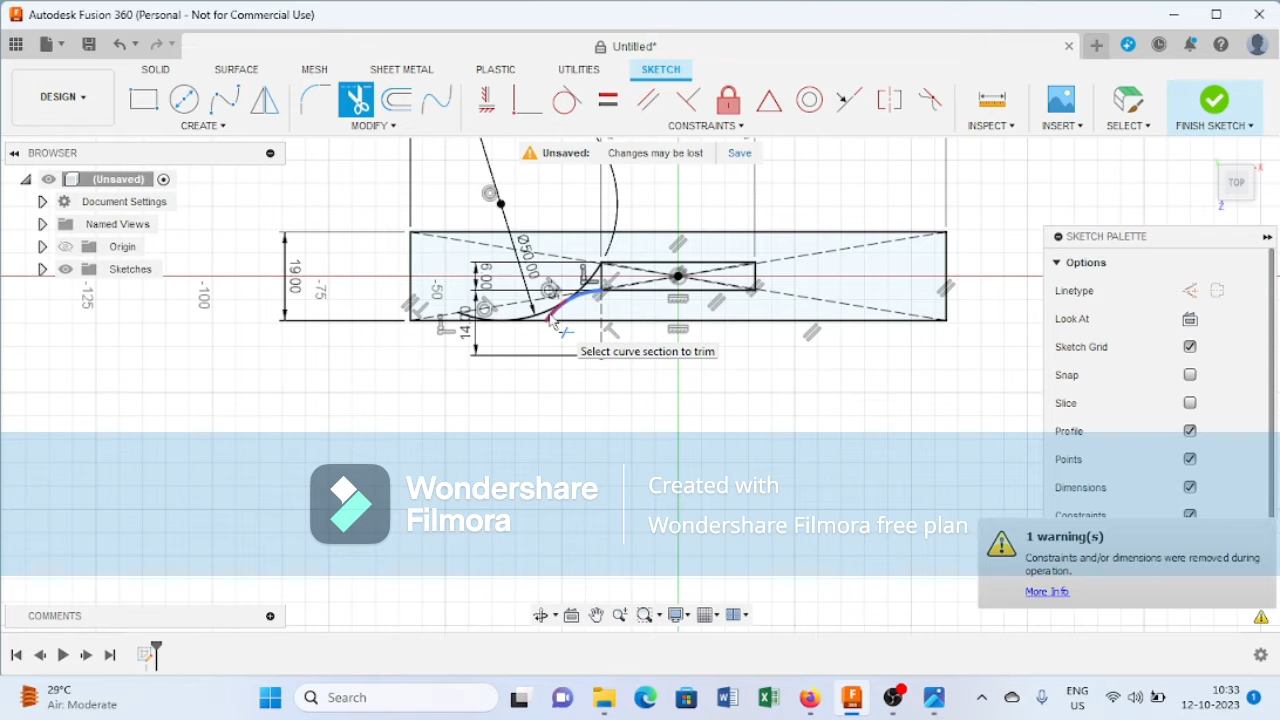 Autodesk Fusion 360 (Personal - Not for Commercial Use)
Untitled*
SOLID SURFACE MESH SHEET METAL PLASTIC UTILITIES SKETCH
DESIGN
CREATE MODIFY CONSTRAINTS INSPECT INSERT SELECT FINISH SKETCH
BROWSER
Unsaved: Changes may be lost Save
(Unsaved)
Document Settings
Named Views
Origin
Sketches
TOP
X
Z
SKETCH PALETTE
Options
Linetype
Look At
Sketch Grid
Snap
Slice
Profile
Points
Dimensions
Constraints
-125
-100
-75
-50
19.00
6.00
Ø50.00
Select curve section to trim
Wondershare
Filmora
Created with
Wondershare Filmora free plan
1 warning(s)
Constraints and/or dimensions were removed during
operation.
More Info
COMMENTS
29°C
Air: Moderate
Search
ENG
US
10:33
12-10-2023
1